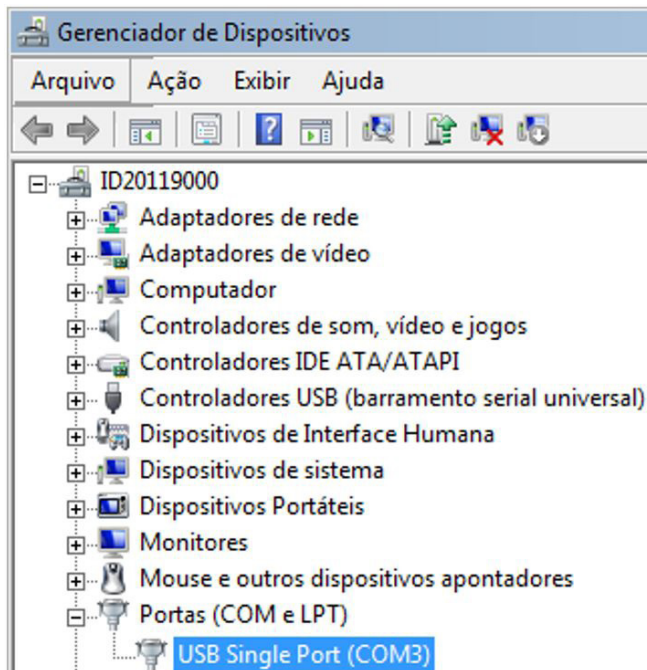 Gerenciador de Dispositivos
Arquivo Ação Exibir Ajuda
ID20119000
Adaptadores de rede
Adaptadores de vídeo
Computador
Controladores de som, vídeo e jogos
Controladores IDE ATA/ATAPI
Controladores USB (barramento serial universal)
Dispositivos de Interface Humana
Dispositivos de sistema
Dispositivos Portáteis
Monitores
Mouse e outros dispositivos apontadores
Portas (COM e LPT)
USB Single Port (COM3)